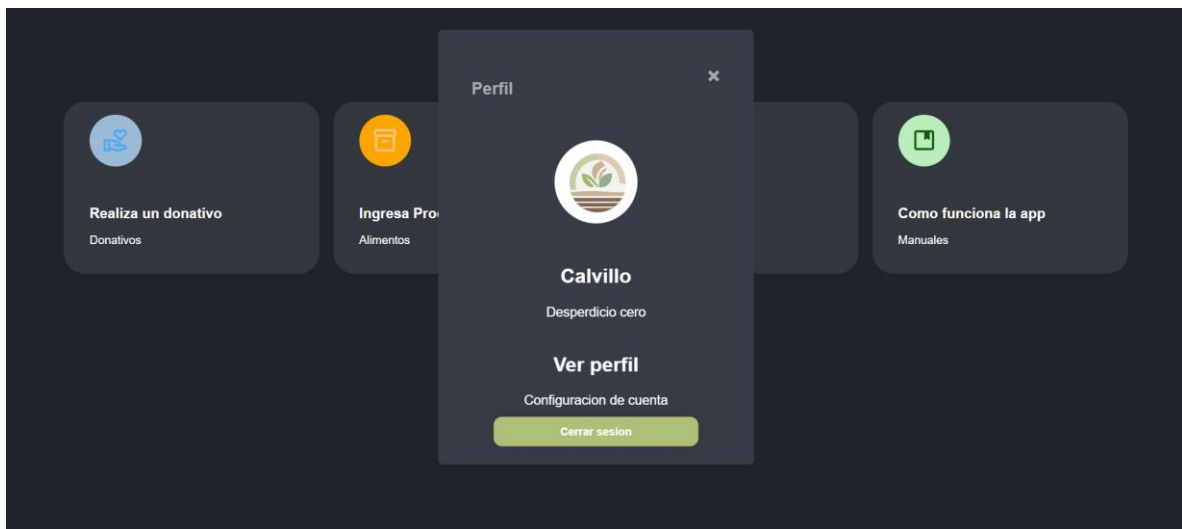 Perfil
×
Realiza un donativo
Donativos
Ingresa Pro
Alimentos
Calvillo
Desperdicio cero
Ver perfil
Configuracion de cuenta
Cerrar sesion
Como funciona la app
Manuales